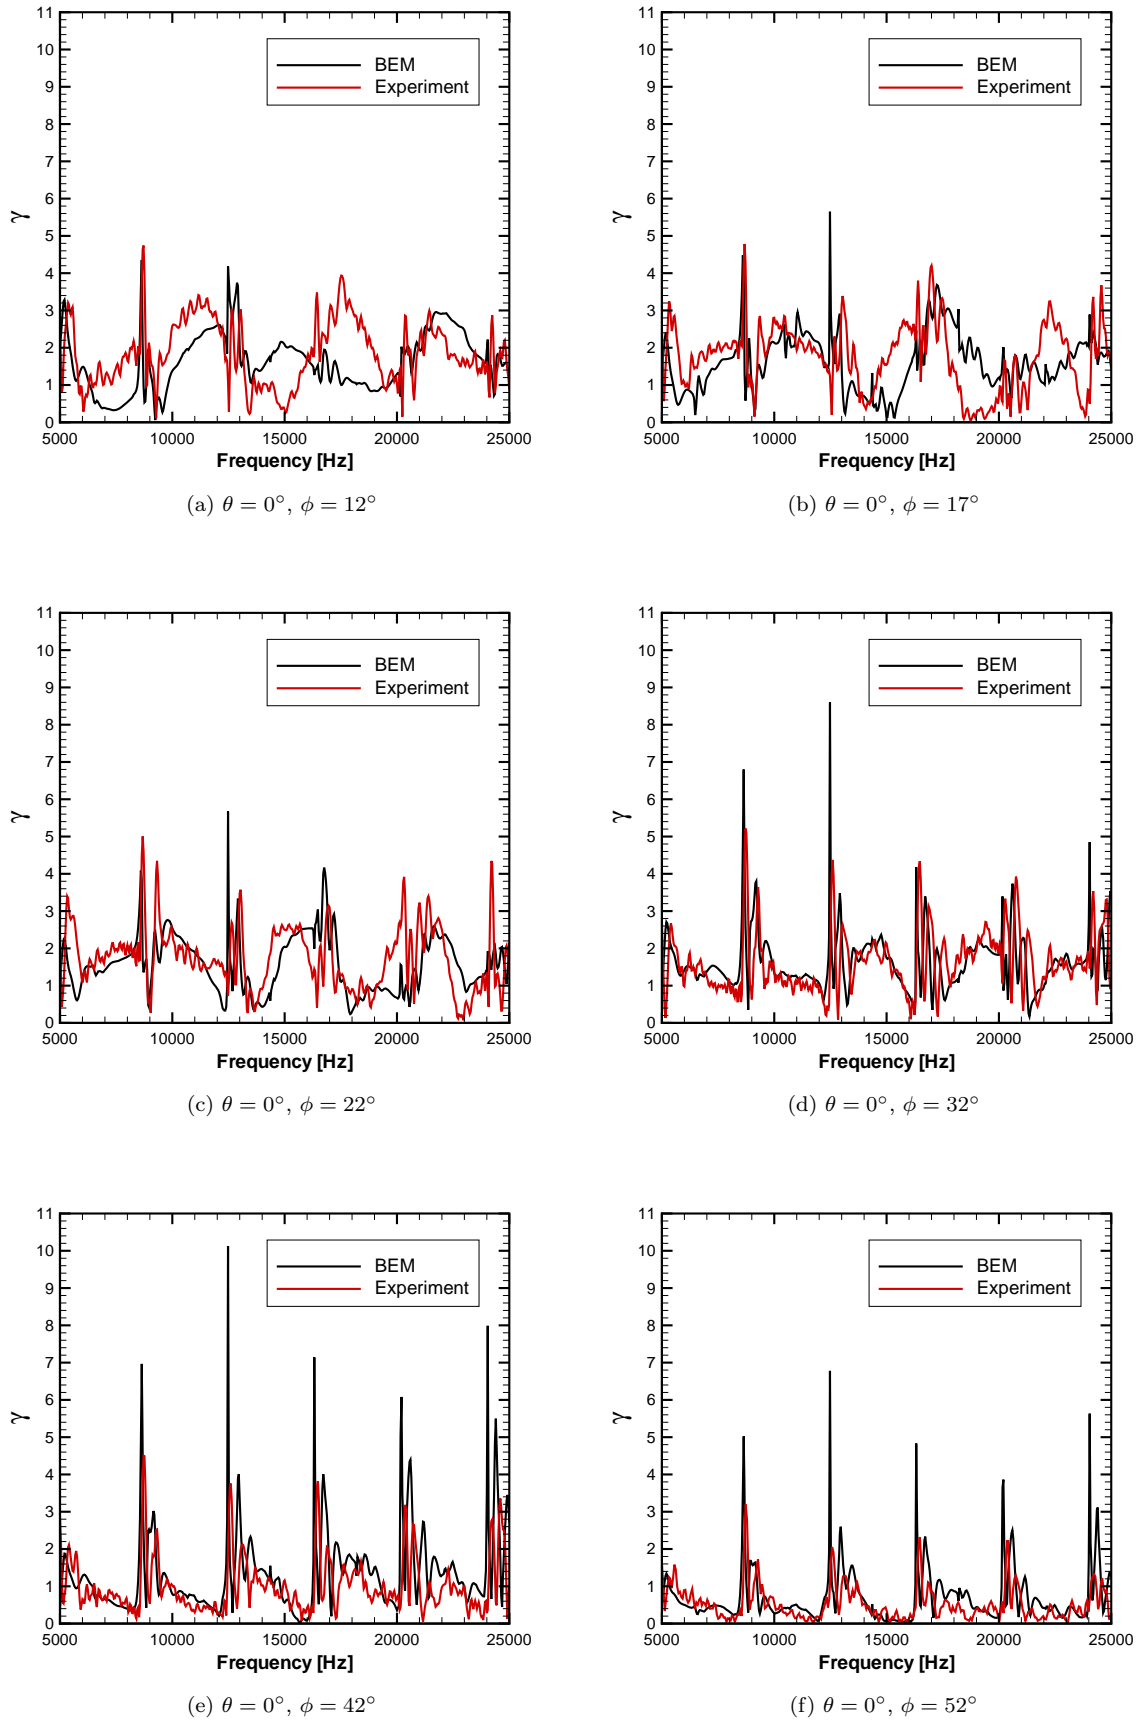 11
10
9
8
7
6
5
4
3
2
1
0
γ
BEM
Experiment
5000 10000 15000 20000 25000
Frequency [Hz]
(a) θ = 0°, ϕ = 12°
11
10
9
8
7
6
5
4
3
2
1
0
γ
BEM
Experiment
5000 10000 15000 20000 25000
Frequency [Hz]
(b) θ = 0°, ϕ = 17°
11
10
9
8
7
6
5
4
3
2
1
0
γ
BEM
Experiment
5000 10000 15000 20000 25000
Frequency [Hz]
(c) θ = 0°, ϕ = 22°
11
10
9
8
7
6
5
4
3
2
1
0
γ
BEM
Experiment
5000 10000 15000 20000 25000
Frequency [Hz]
(d) θ = 0°, ϕ = 32°
11
10
9
8
7
6
5
4
3
2
1
0
γ
BEM
Experiment
5000 10000 15000 20000 25000
Frequency [Hz]
(e) θ = 0°, ϕ = 42°
11
10
9
8
7
6
5
4
3
2
1
0
γ
BEM
Experiment
5000 10000 15000 20000 25000
Frequency [Hz]
(f) θ = 0°, ϕ = 52°